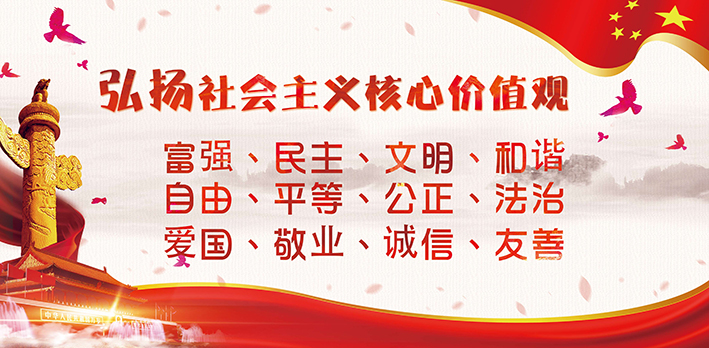 弘扬社会主义核心价值观
富强、民主、文明、和谐
自由、平等、公正、法治
爱国、敬业、诚信、友善